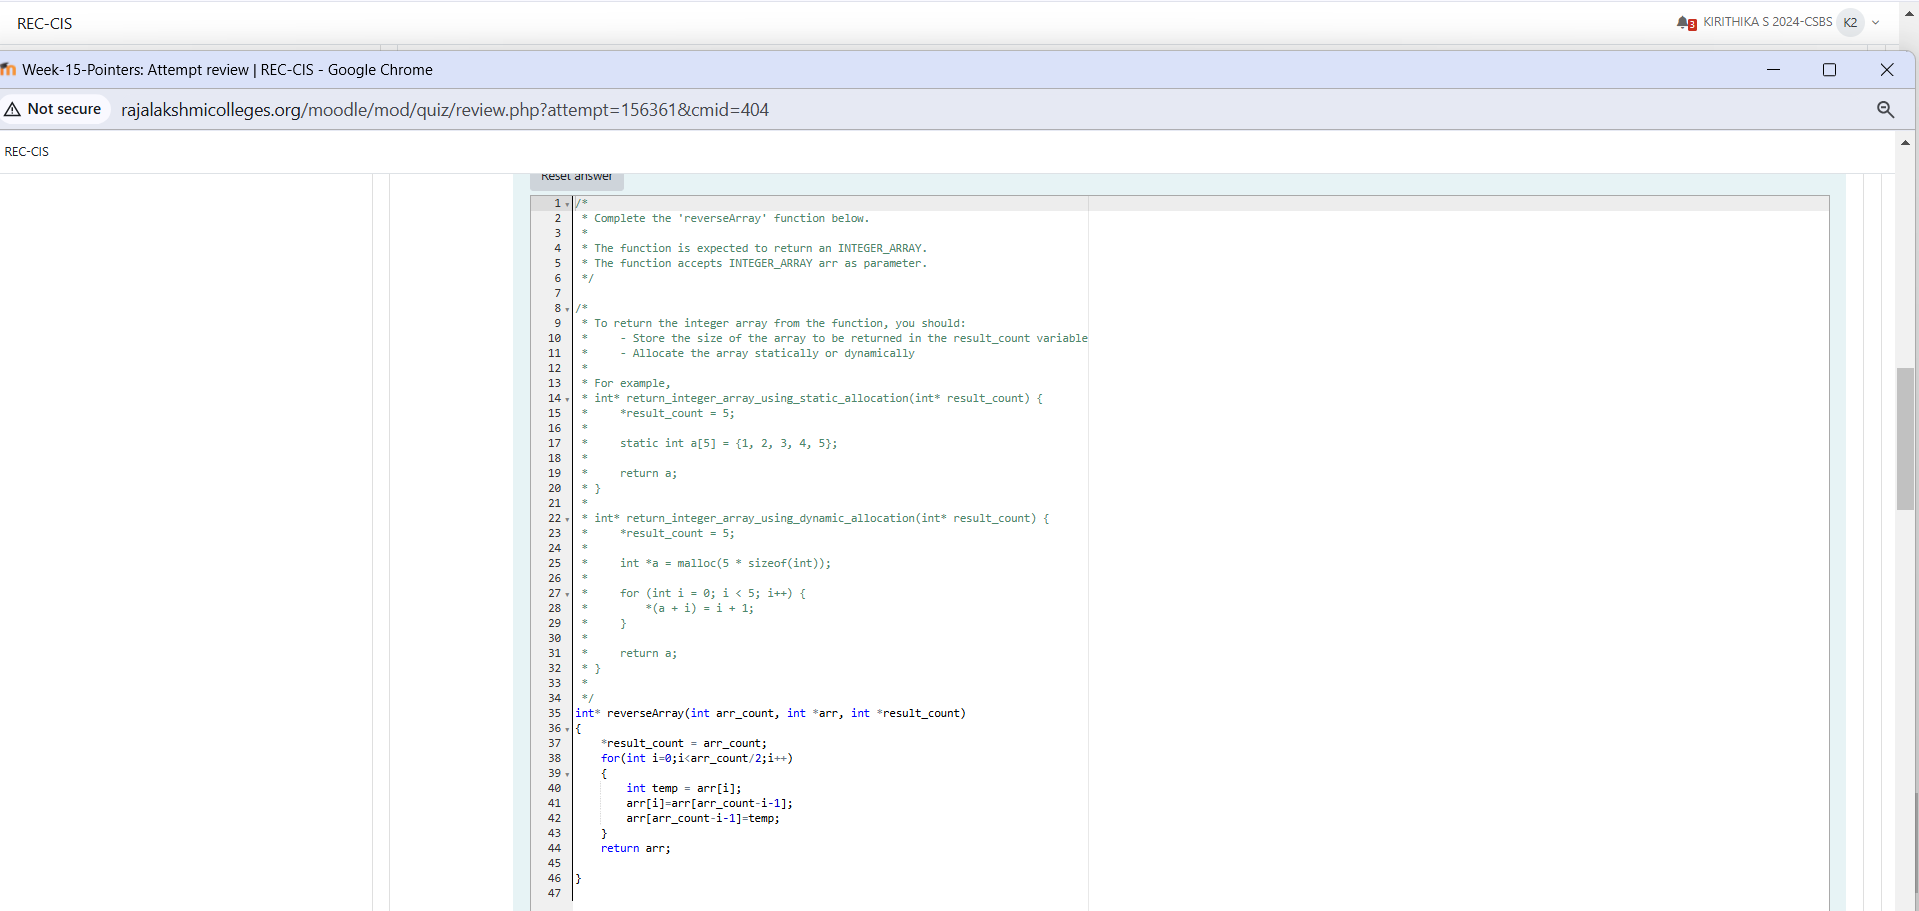 REC-CIS
3 KIRITHIKA S 2024-CSBS K2
Week-15-Pointers: Attempt review | REC-CIS - Google Chrome
Not secure rajalakshmicolleges.org/moodle/mod/quiz/review.php?attempt=156361&cmid=404
REC-CIS
Reset answer
1 /*
2  * Complete the 'reverseArray' function below.
3  *
4  * The function is expected to return an INTEGER_ARRAY.
5  * The function accepts INTEGER_ARRAY arr as parameter.
6  */
7
8 /*
9  * To return the integer array from the function, you should:
10  *     - Store the size of the array to be returned in the result_count variable
11  *     - Allocate the array statically or dynamically
12  *
13  * For example,
14  * int* return_integer_array_using_static_allocation(int* result_count) {
15  *     *result_count = 5;
16  *
17  *     static int a[5] = {1, 2, 3, 4, 5};
18  *
19  *     return a;
20  * }
21  *
22  * int* return_integer_array_using_dynamic_allocation(int* result_count) {
23  *     *result_count = 5;
24  *
25  *     int *a = malloc(5 * sizeof(int));
26  *
27  *     for (int i = 0; i < 5; i++) {
28  *         *(a + i) = i + 1;
29  *     }
30  *
31  *     return a;
32  * }
33  *
34  */
35 int* reverseArray(int arr_count, int *arr, int *result_count)
36 {
37     *result_count = arr_count;
38     for(int i=0;i<arr_count/2;i++)
39     {
40         int temp = arr[i];
41         arr[i]=arr[arr_count-i-1];
42         arr[arr_count-i-1]=temp;
43     }
44     return arr;
45
46 }
47